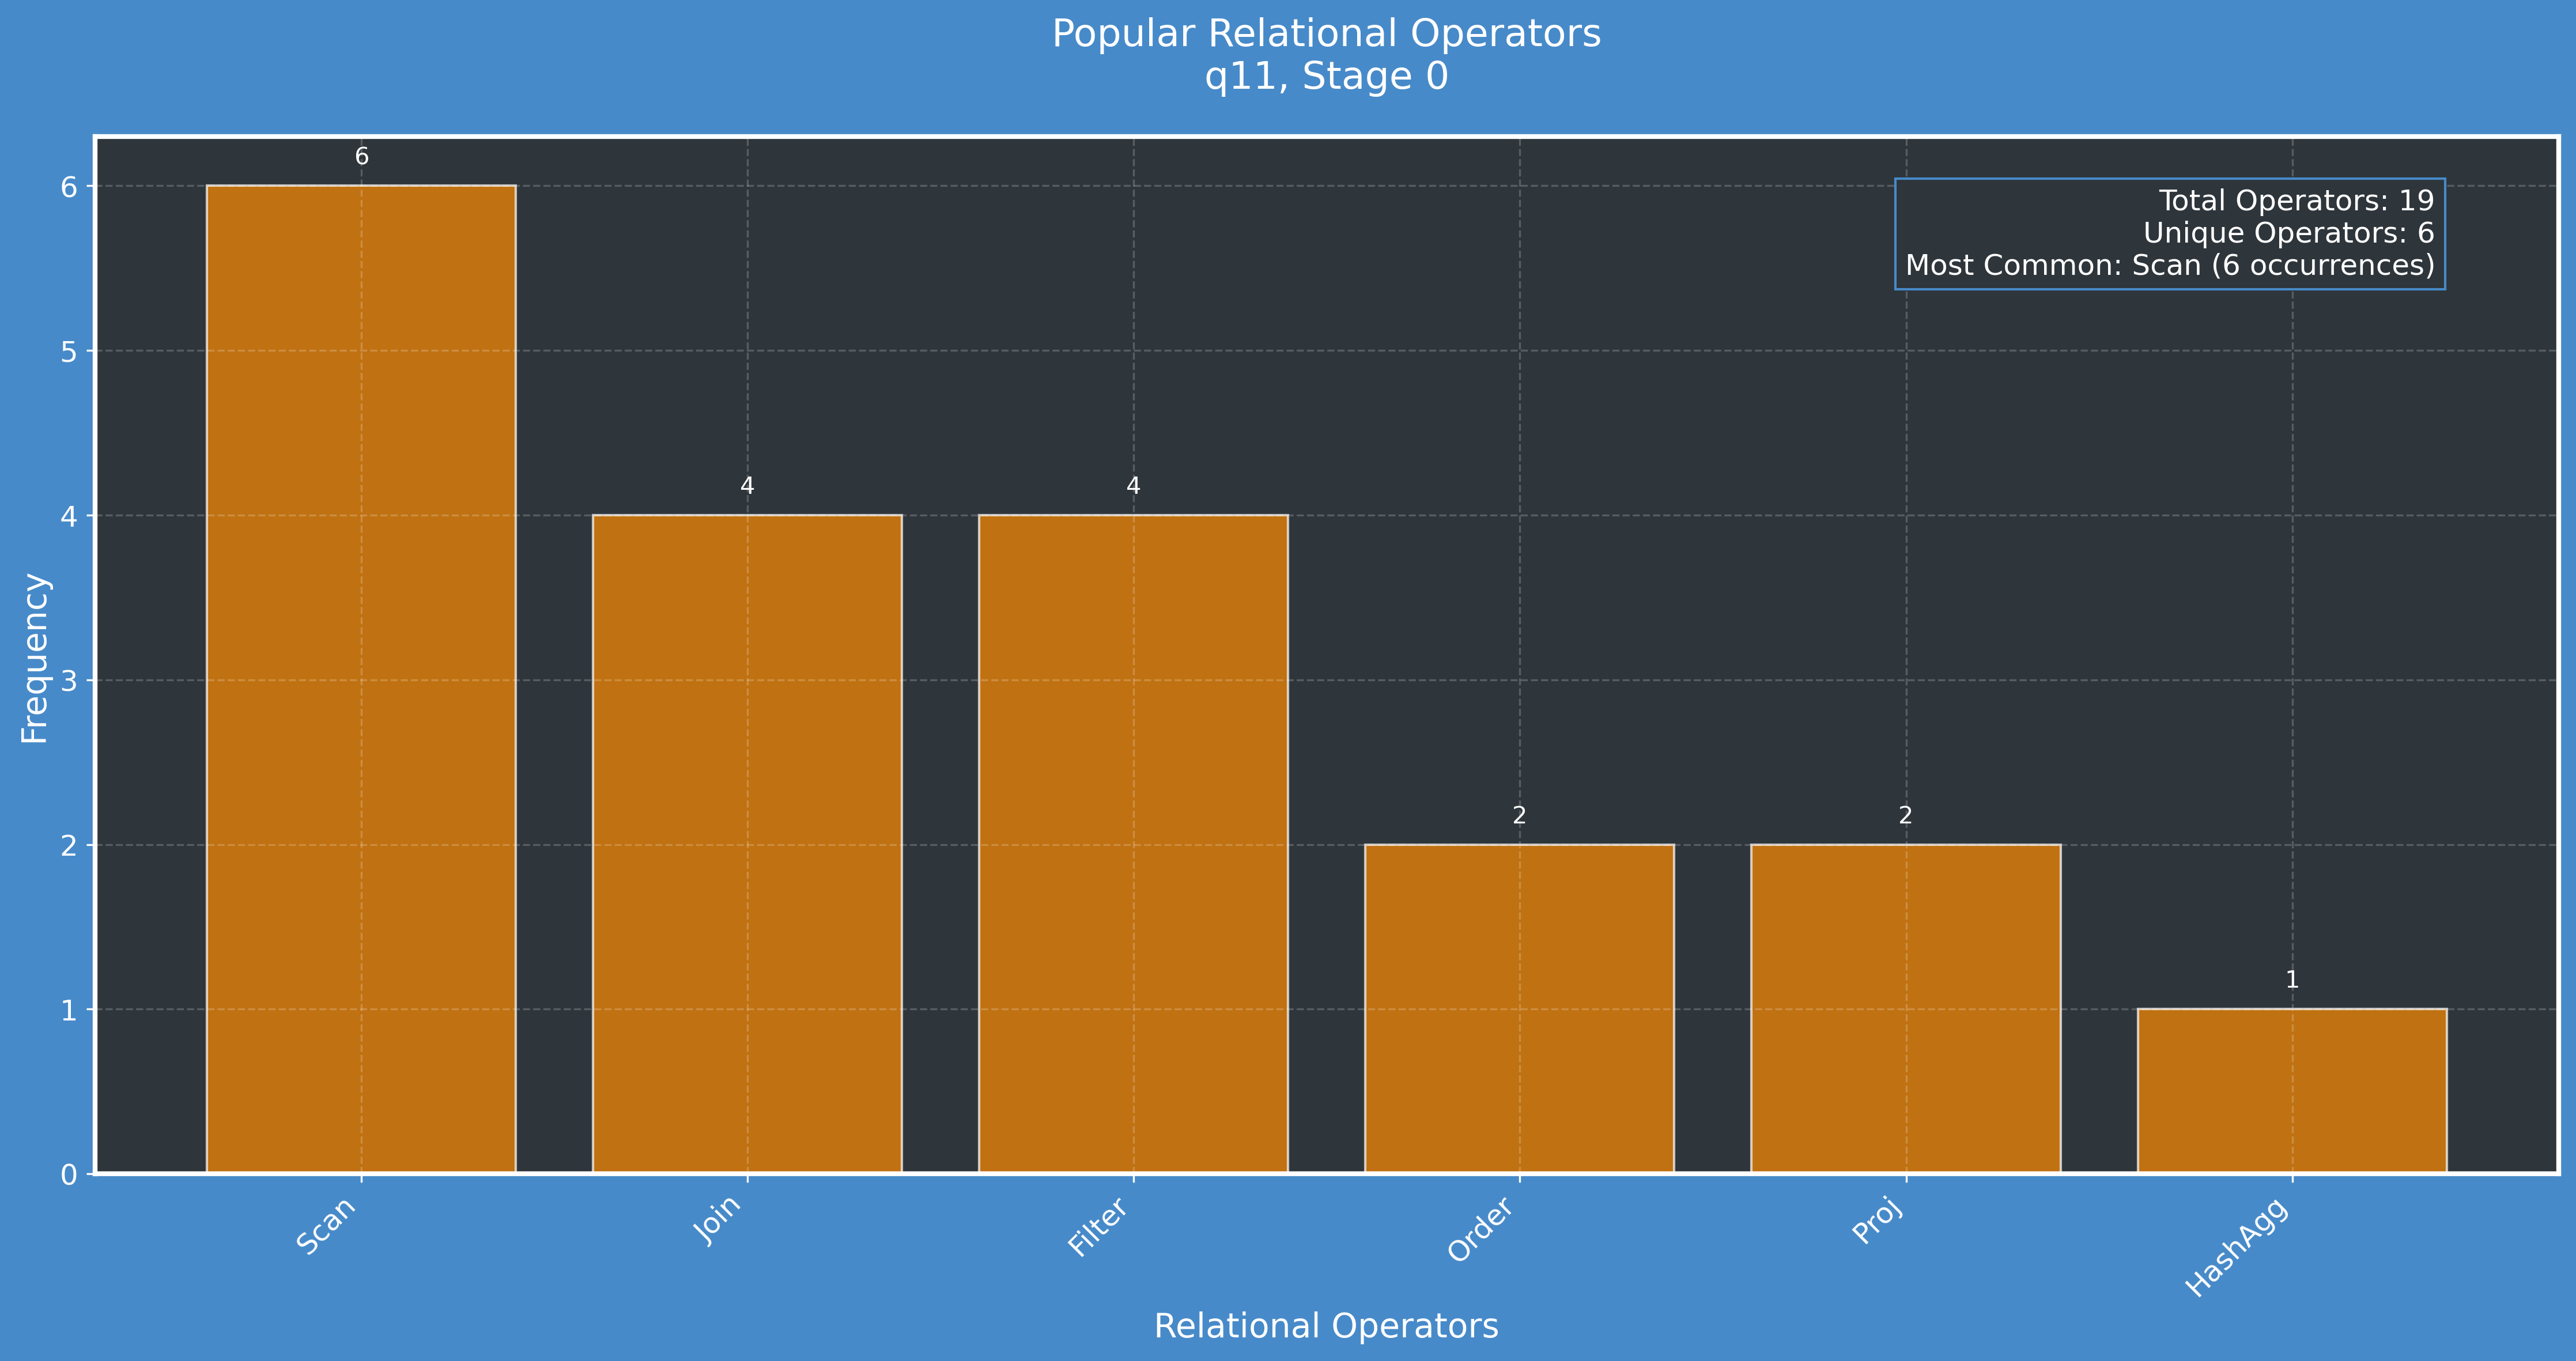 Popular Relational Operators
q11, Stage 0
6
Total Operators: 19
Unique Operators: 6
Most Common: Scan (6 occurrences)
4
4
2
2
1
6
5
4
3
2
1
0
Frequency
Scan
Join
Filter
Order
Proj
HashAgg
Relational Operators